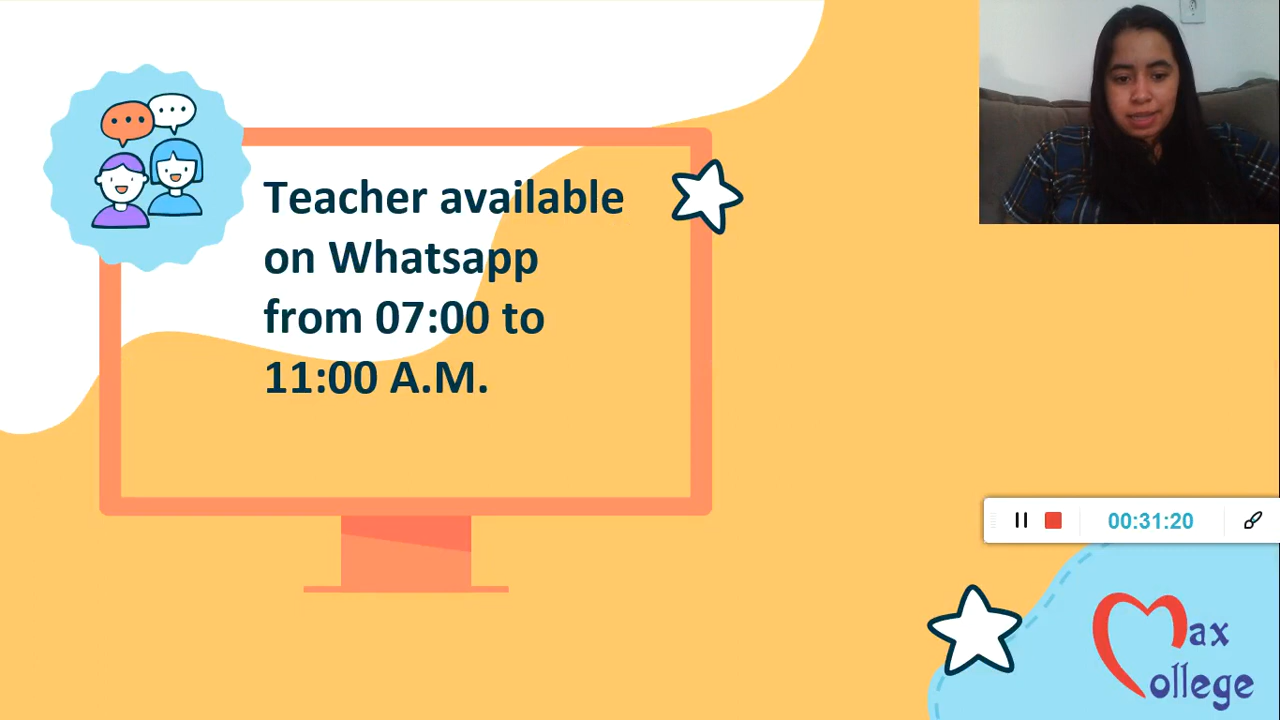 Teacher available
on Whatsapp
from 07:00 to
11:00 A.M.
00:31:20
Max
College